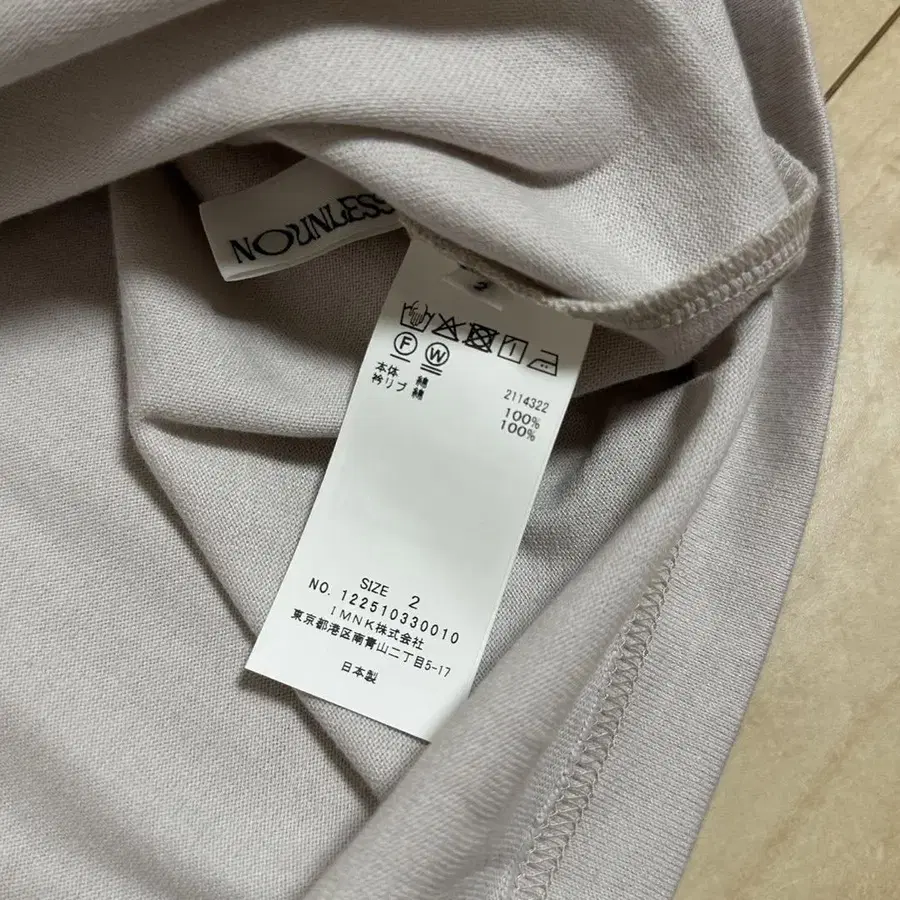 NOUNLESS
2
F W
本体 綿
衿リブ 綿
2114322
100%
100%
SIZE 2
NO. 122510330010
IMNK株式会社
東京都港区南青山二丁目5-17
日本製